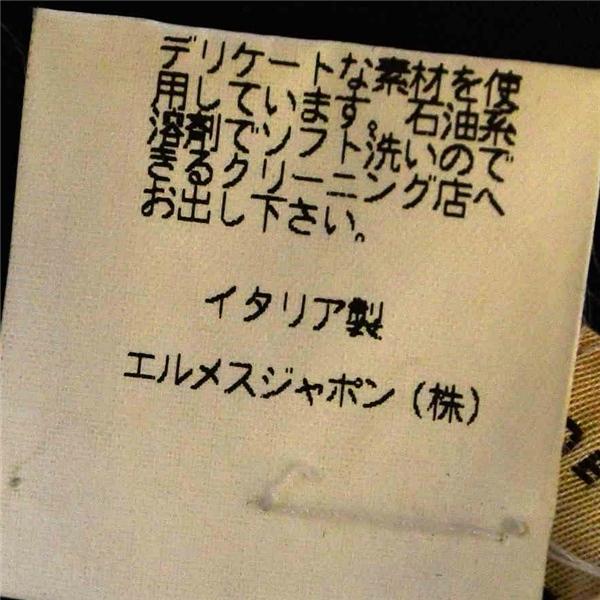 デリケートな素材を使
用しています。石油系
溶剤でソフト洗いので
きるクリーニング店へ
お出し下さい。
イタリア製
エルメスジャポン（株）
CE